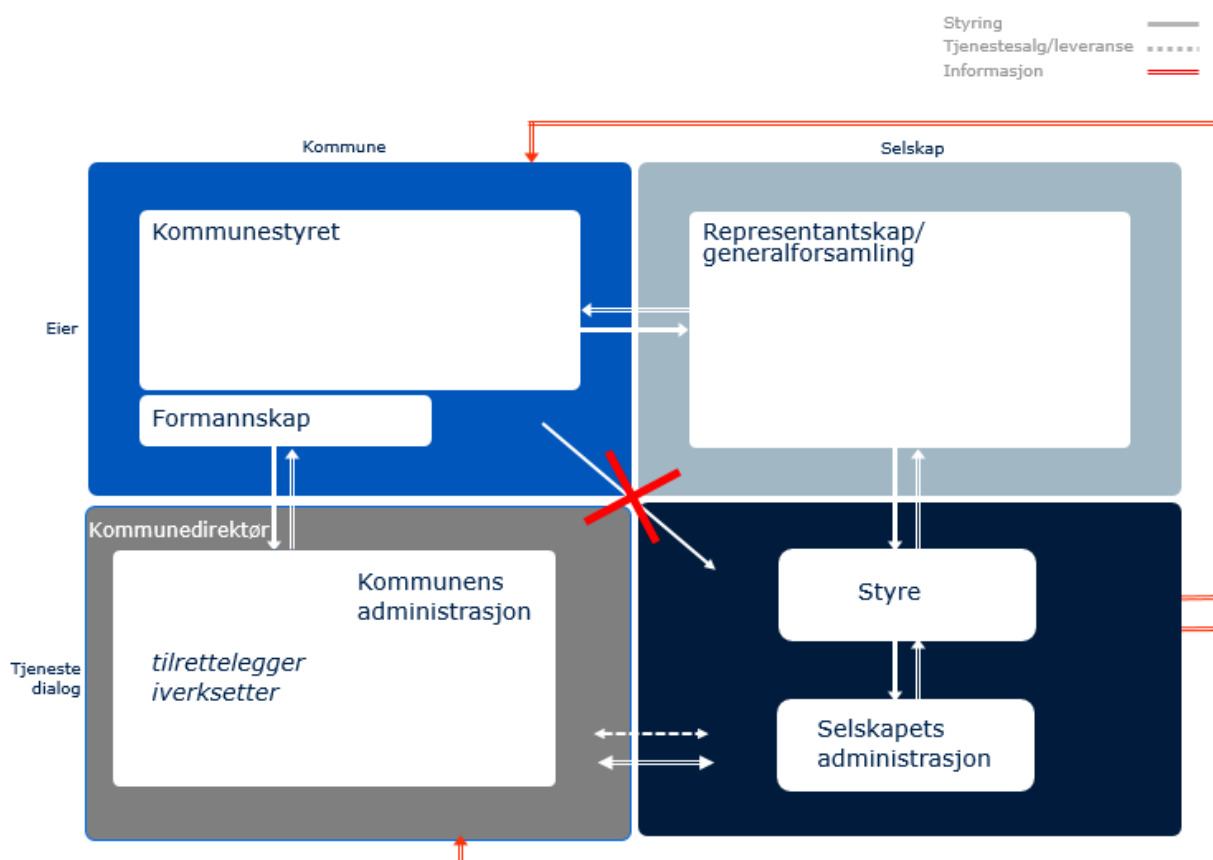 Styring
Tjenestesalg/leveranse
Informasjon
Kommune
Selskap
Kommunestyret
Representantskap/
generalforsamling
Eier
Formannskap
Kommunedirektør
Kommunens
administrasjon
Styre
tilrettelegger
iverksetter
Tjeneste
dialog
Selskapets
administrasjon